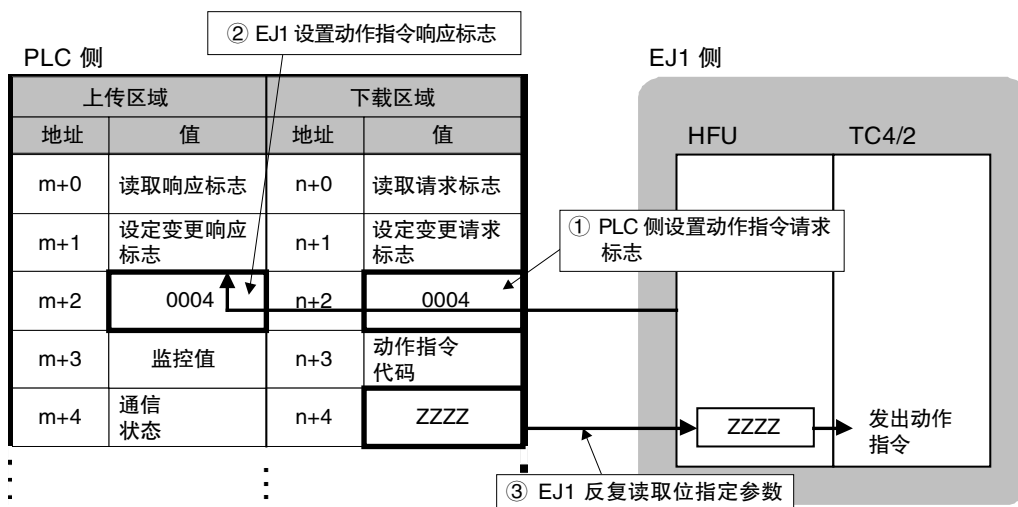 ② EJ1 设置动作指令响应标志
PLC 侧
EJ1 侧
上传区域 下载区域
地址 值 地址 值
HFU TC4/2
m+0 读取响应标志 n+0 读取请求标志
m+1 设定变更响应 n+1 设定变更请求
标志 标志
① PLC 侧设置动作指令请求
标志
m+2 0004 n+2 0004
m+3 监控值 n+3 动作指令
代码
m+4 通信 n+4 ZZZZ
状态
ZZZZ 发出动作
指令
③ EJ1 反复读取位指定参数